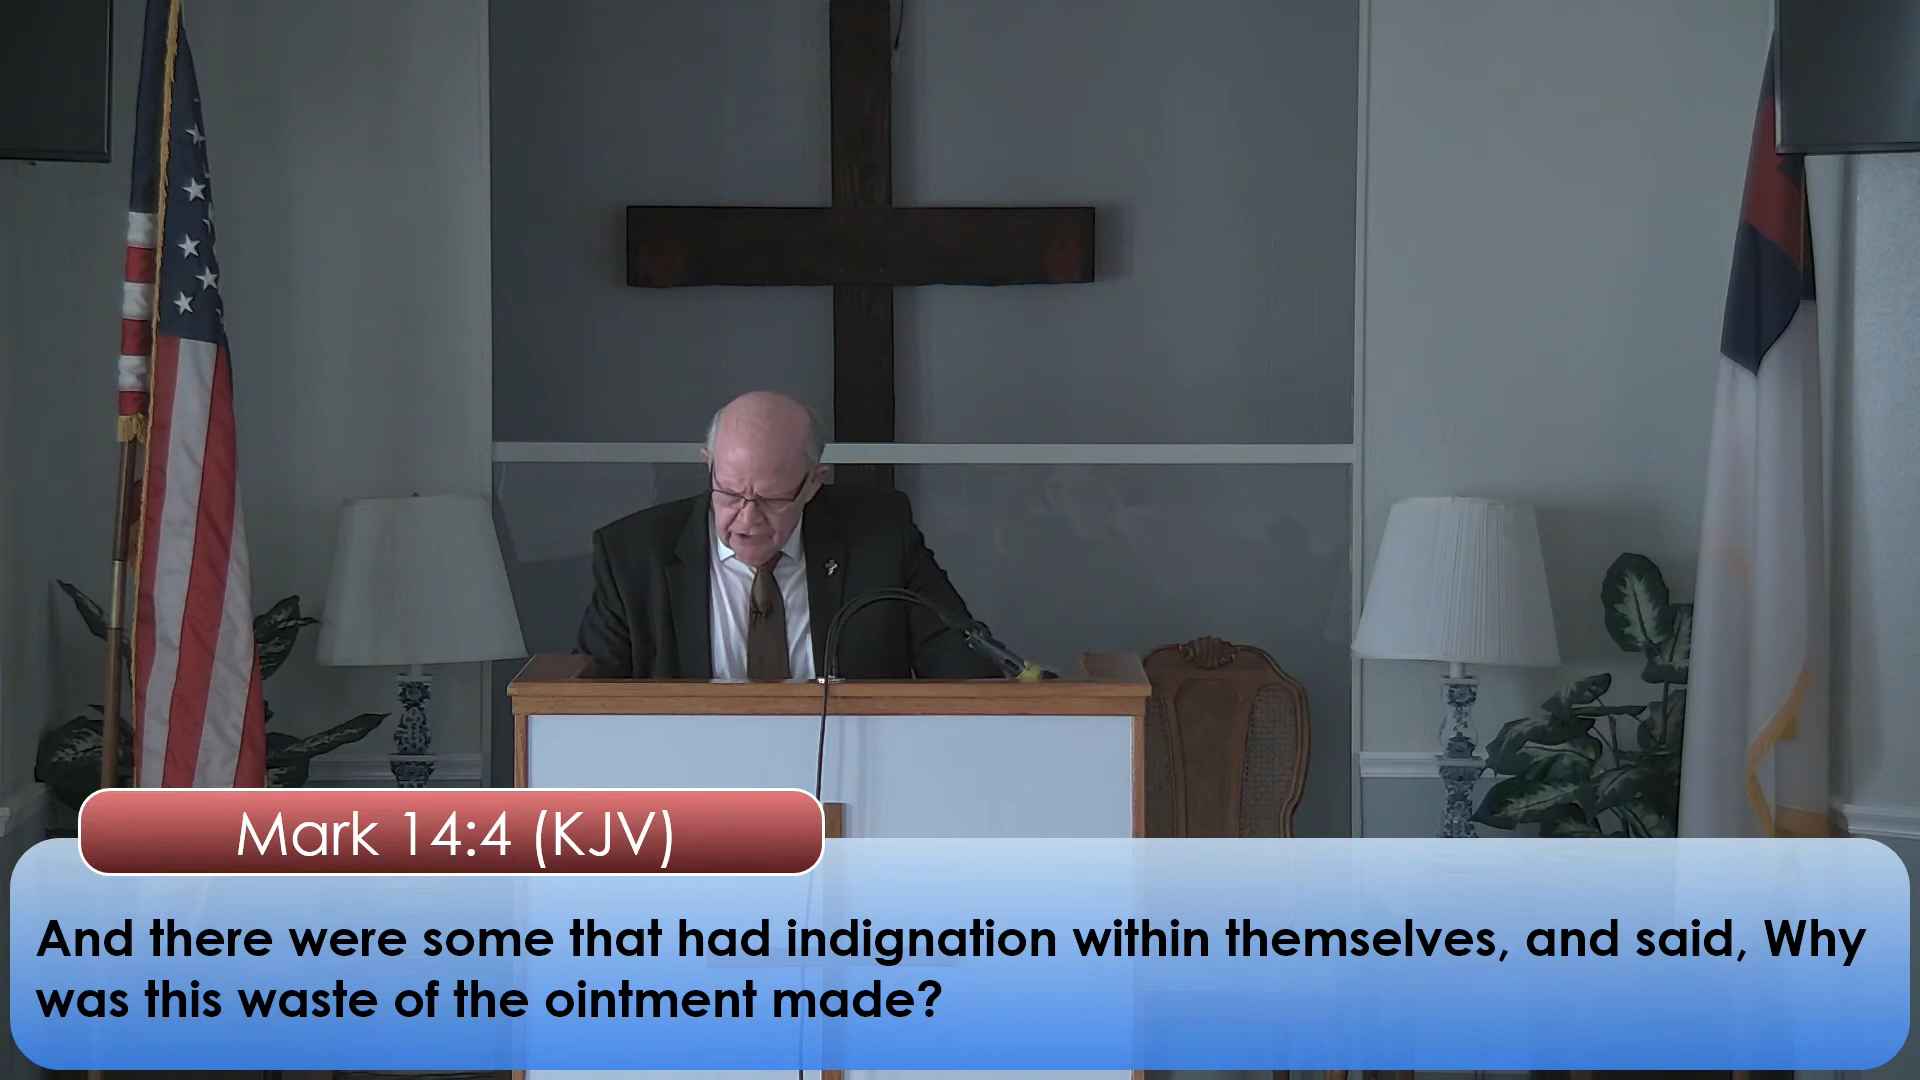 Mark 14:4 (KJV)
And there were some that had indignation within themselves, and said, Why
was this waste of the ointment made?